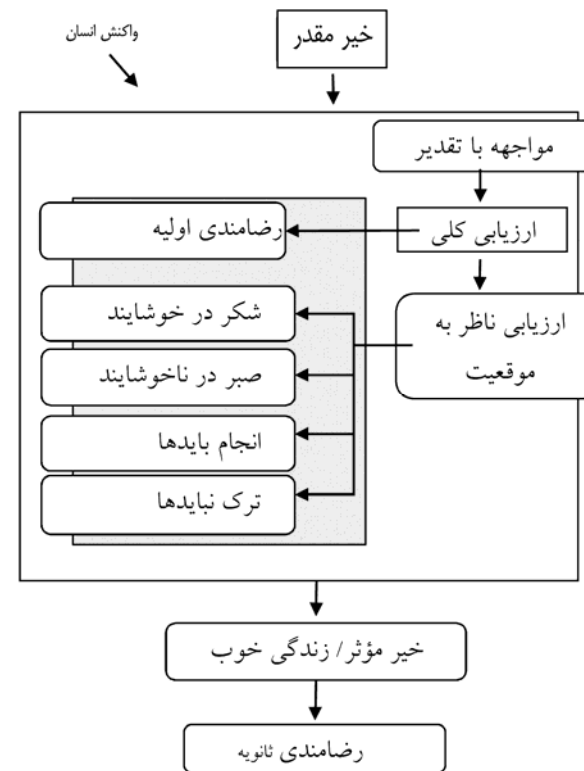 واکنش انسان
خیر مقدر
مواجهه با تقدیر
ارزیابی کلی
رضامندی اولیه
ارزیابی ناظر به
موقعیت
شکر در خوشایند
صبر در ناخوشایند
انجام بایدها
ترک نبایدها
خیر مؤثر/ زندگی خوب
رضامندی ثانویه